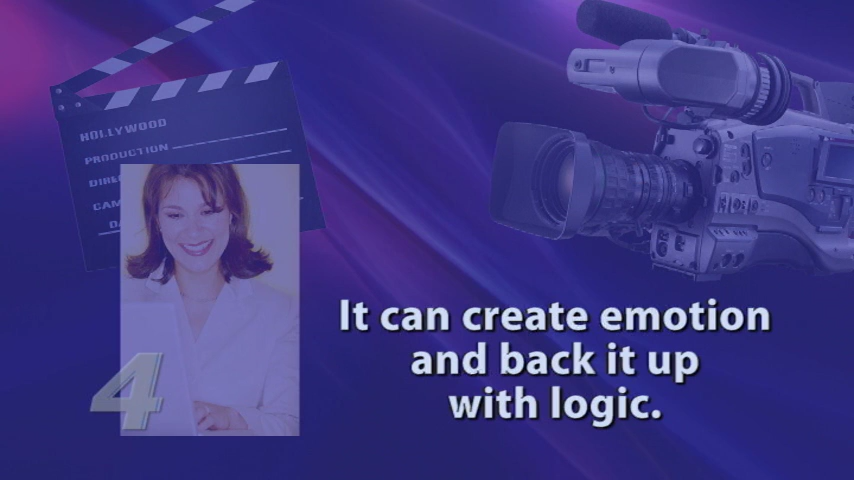 HOLLYWOOD
PRODUCTION
4
It can create emotion
and back it up
with logic.